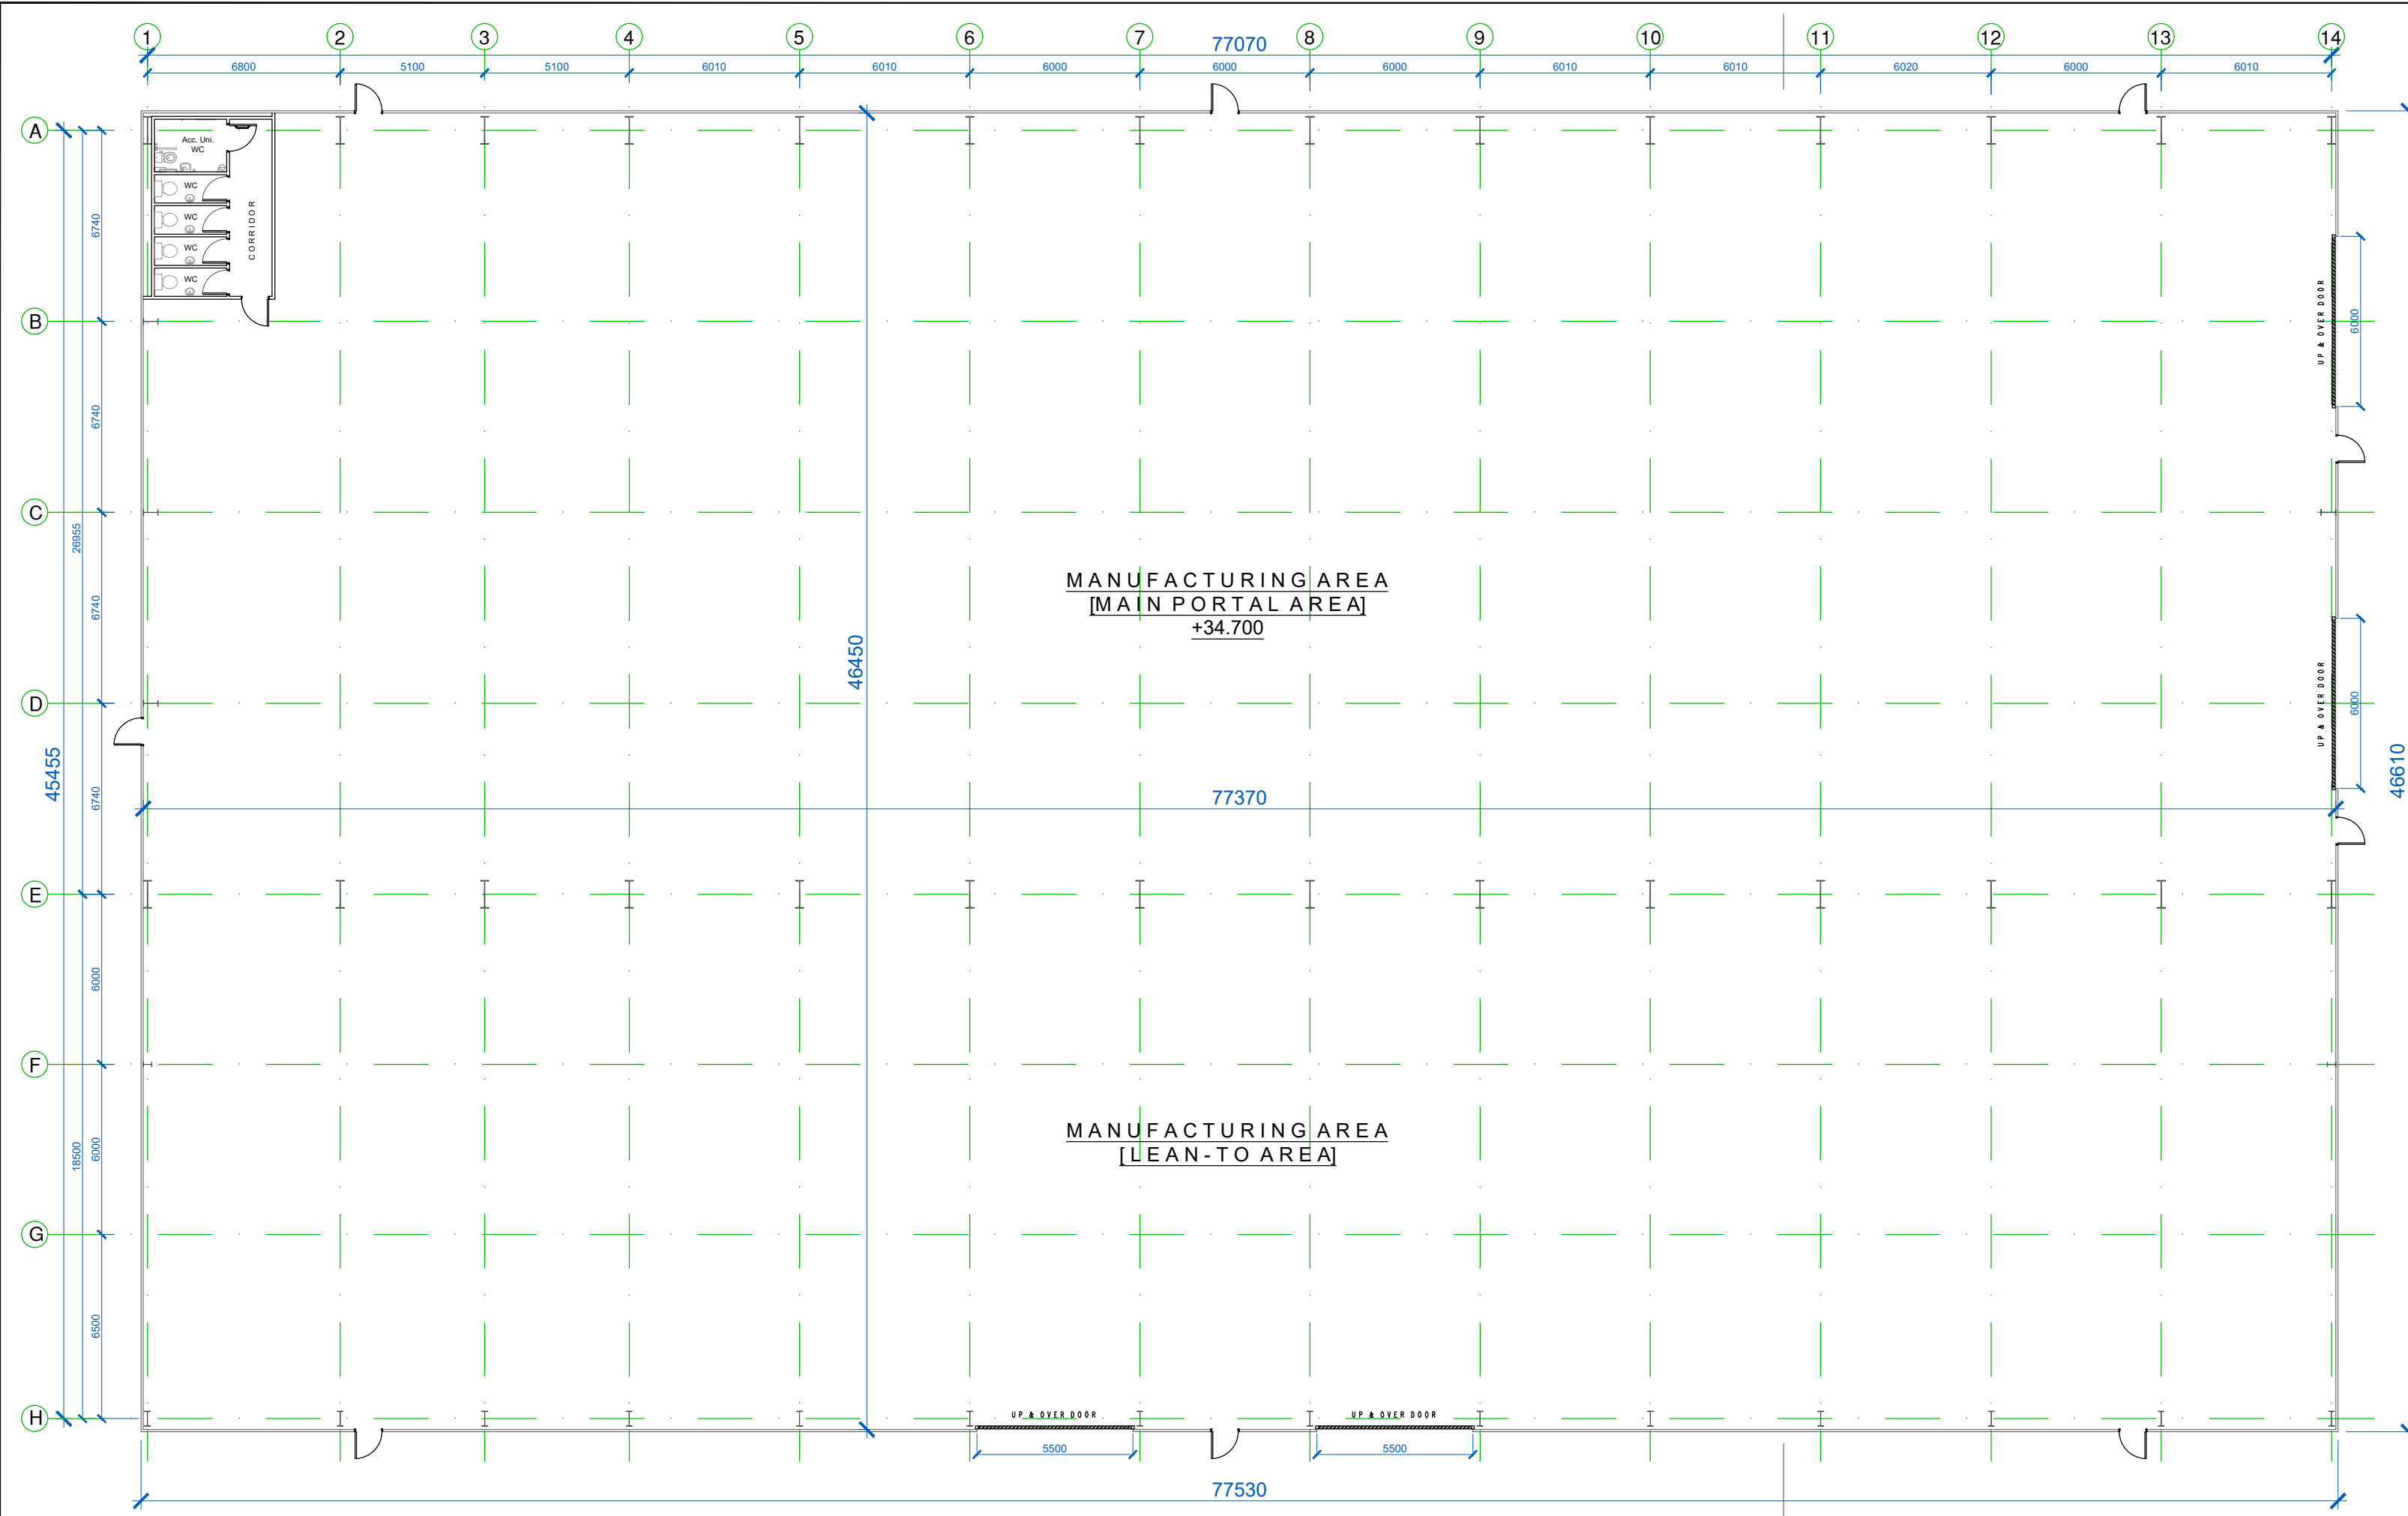 1 2 3 4 5 6 7 8 9 10 11 12 13 14
77070
6800 5100 5100 6010 6010 6000 6000 6000 6010 6010 6020 6000 6010
A
Acc. Uni.
WC
WC
WC
WC
WC
CORRIDOR
6740
B
UP & OVER DOOR
6000
6740
C
26955
MANUFACTURING AREA
[MAIN PORTAL AREA]
+34.700
6740
46450
D
UP & OVER DOOR
6000
45455
6740
77370
46610
E
6000
F
MANUFACTURING AREA
[LEAN-TO AREA]
18500
6000
G
6500
H
UP & OVER DOOR UP & OVER DOOR
5500 5500
77530